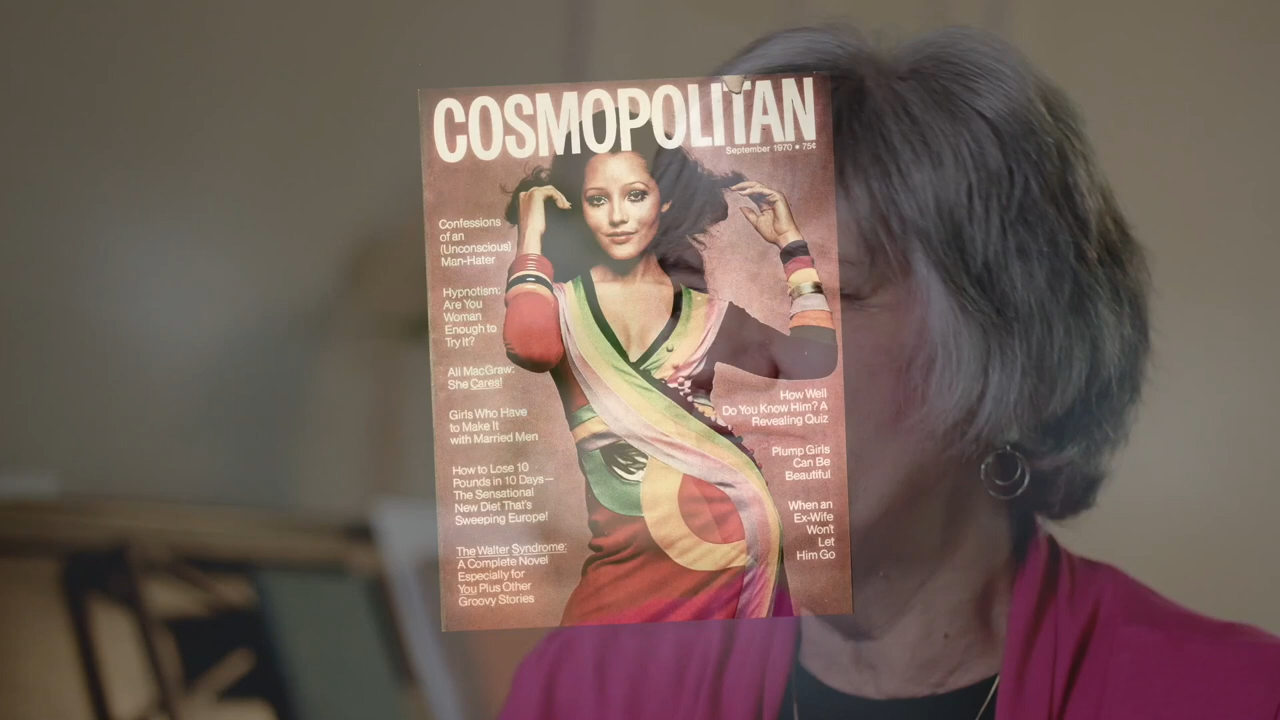 COSMOPOLITAN
September 1970 • 75¢
Confessions
of an
(Unconscious)
Man-Hater
Hypnotism:
Are You
Woman
Enough to
Try It?
Ali MacGraw:
She Cares!
Girls Who Have
to Make It
with Married Men
How to Lose 10
Pounds in 10 Days—
The Sensational
New Diet That's
Sweeping Europe!
The Walter Syndrome:
A Complete Novel
Especially for
You Plus Other
Groovy Stories
How Well
Do You Know Him? A
Revealing Quiz
Plump Girls
Can Be
Beautiful
When an
Ex-Wife
Won't
Let
Him Go